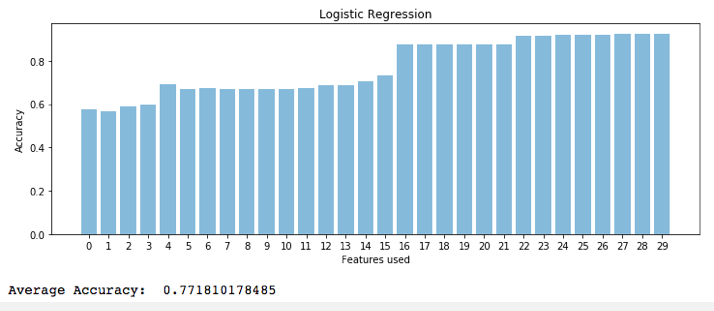 Logistic Regression
0.8
0.6
0.4
0.2
0.0
Accuracy
0 1 2 3 4 5 6 7 8 9 10 11 12 13 14 15 16 17 18 19 20 21 22 23 24 25 26 27 28 29
Features used
Average Accuracy:  0.771810178485